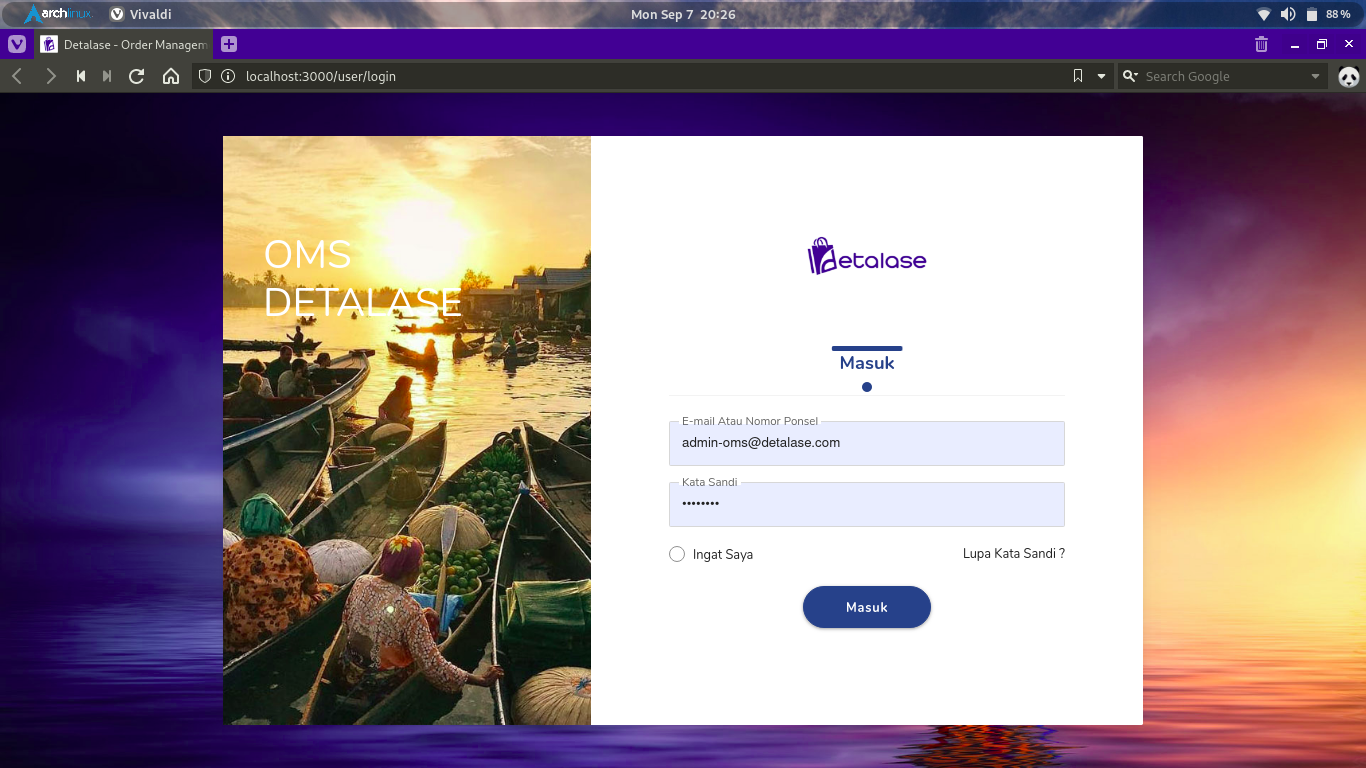 archlinux
Vivaldi
Mon Sep 7 20:26
88 %
Detalase - Order Managem
localhost:3000/user/login
Search Google
OMS
DETALASE
etalase
Masuk
E-mail Atau Nomor Ponsel
admin-oms@detalase.com
Kata Sandi
••••••••
Ingat Saya
Lupa Kata Sandi ?
Masuk